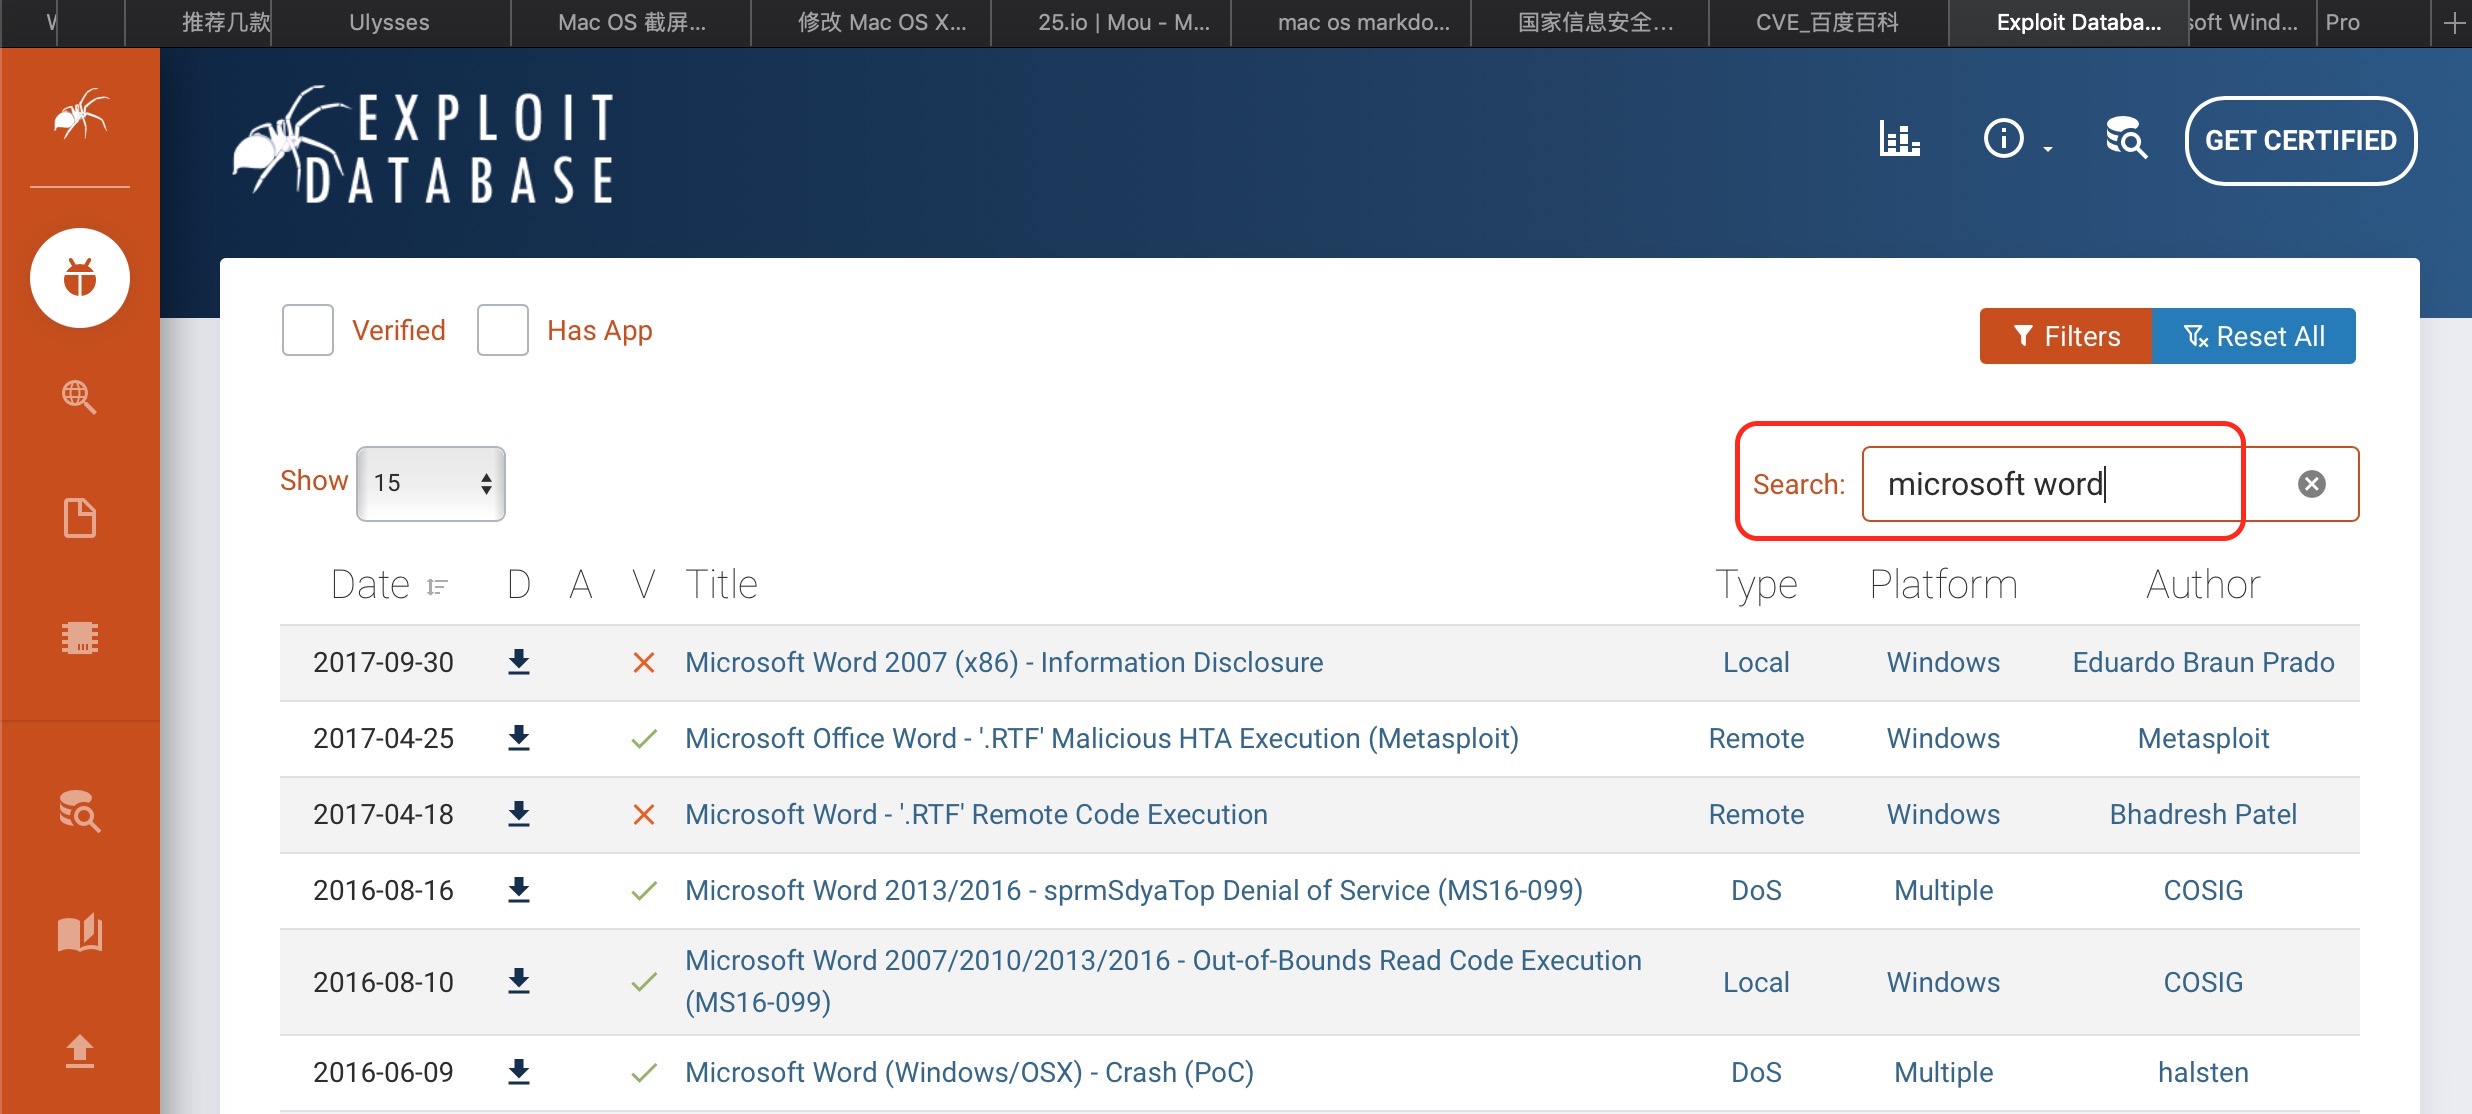 推荐几款
Ulysses
Mac OS 截屏...
修改 Mac OS X...
25.io | Mou - M...
mac os markdo...
国家信息安全...
CVE_百度百科
Exploit Databa...
soft Wind...
Pro
EXPLOIT
DATABASE
GET CERTIFIED
Verified
Has App
Filters
Reset All
Show 15
Search: microsoft word
Date D A V Title Type Platform Author
2017-09-30 Microsoft Word 2007 (x86) - Information Disclosure Local Windows Eduardo Braun Prado
2017-04-25 Microsoft Office Word - '.RTF' Malicious HTA Execution (Metasploit) Remote Windows Metasploit
2017-04-18 Microsoft Word - '.RTF' Remote Code Execution Remote Windows Bhadresh Patel
2016-08-16 Microsoft Word 2013/2016 - sprmSdyaTop Denial of Service (MS16-099) DoS Multiple COSIG
2016-08-10 Microsoft Word 2007/2010/2013/2016 - Out-of-Bounds Read Code Execution Local Windows COSIG
(MS16-099)
2016-06-09 Microsoft Word (Windows/OSX) - Crash (PoC) DoS Multiple halsten